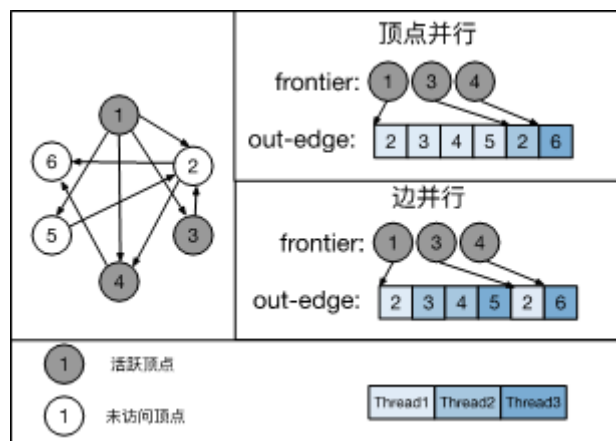 1
6
2
5
3
4
顶点并行
frontier: 1 3 4
out-edge: 2 3 4 5 2 6
边并行
frontier: 1 3 4
out-edge: 2 3 4 5 2 6
1 活跃顶点
1 未访问顶点
Thread1 Thread2 Thread3